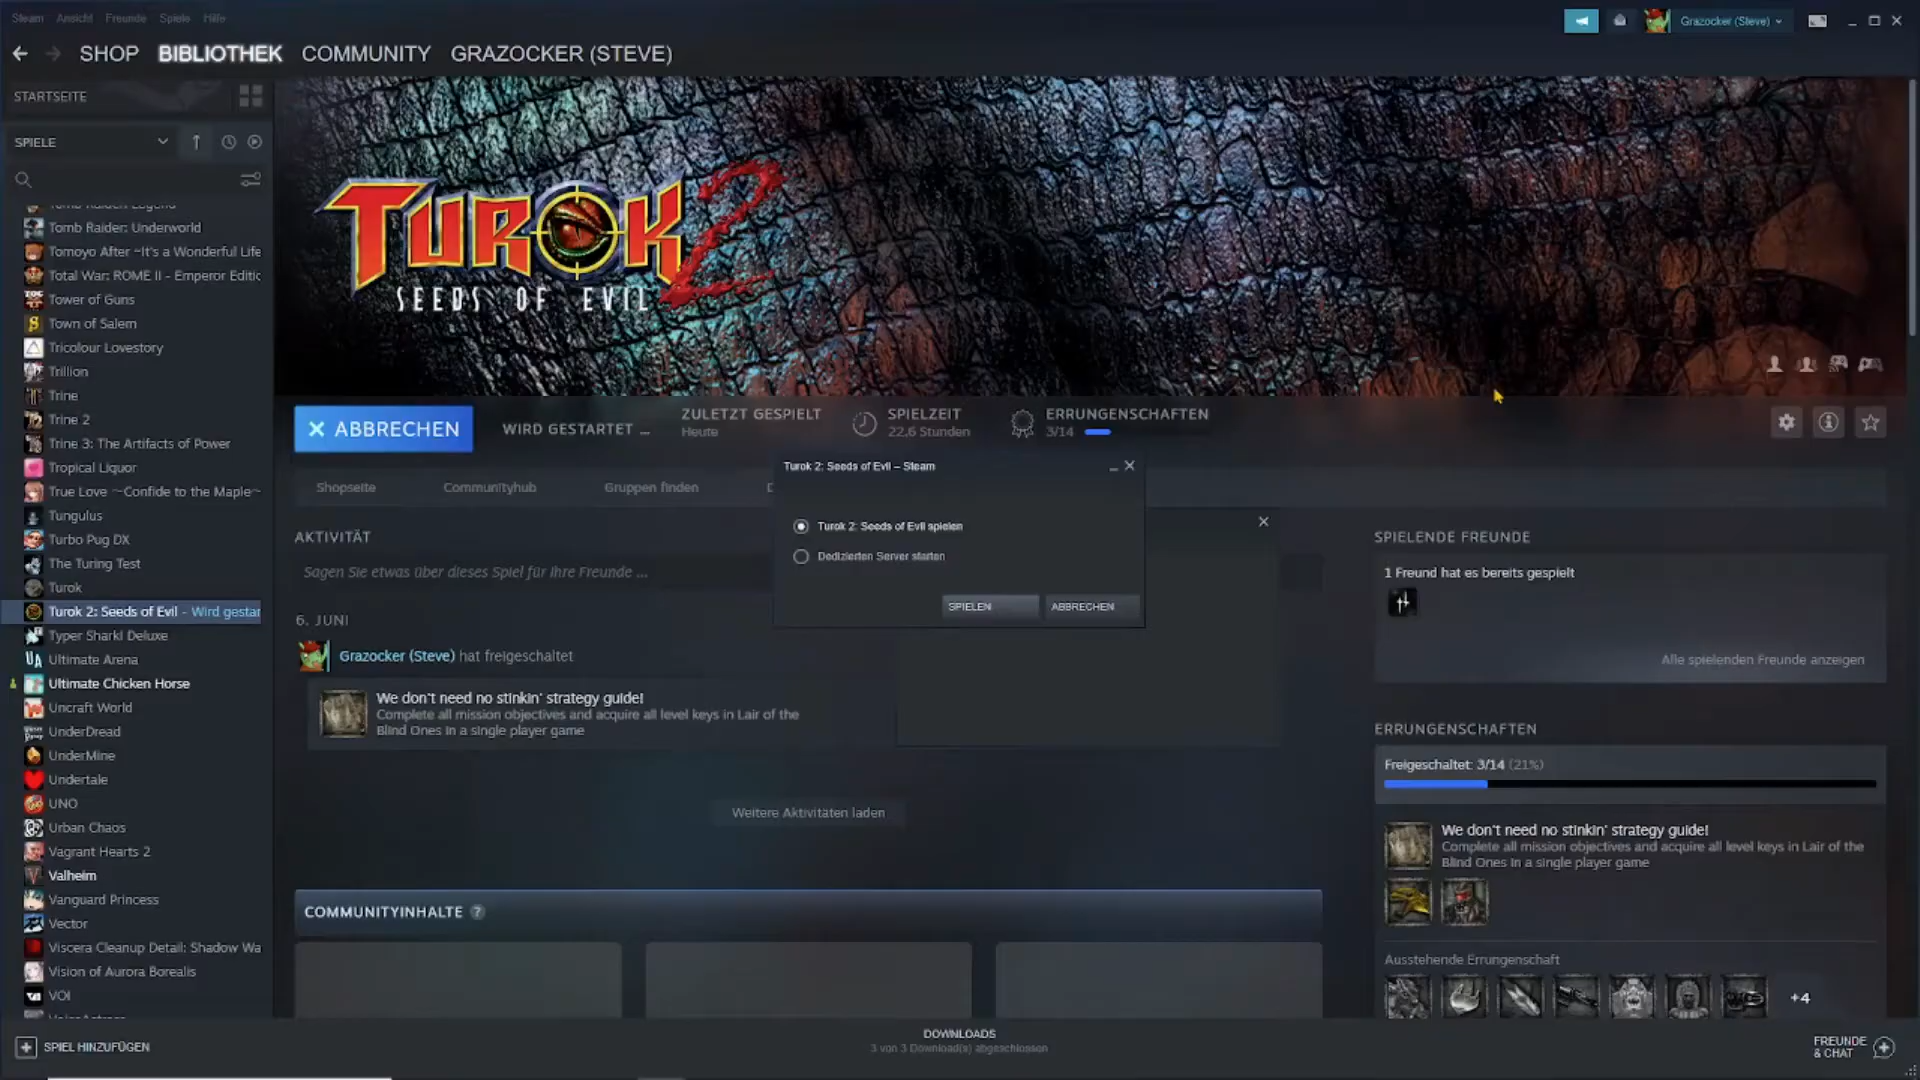 Steam Ansicht Freunde Spiele Hilfe
Grazocker (Steve)
SHOP BIBLIOTHEK COMMUNITY GRAZOCKER (STEVE)
STARTSEITE
SPIELE
Tomb Raider: Legend
Tomb Raider: Underworld
Tomoyo After ~It's a Wonderful Life
Total War: ROME II - Emperor Editic
Tower of Guns
Town of Salem
Tricolour Lovestory
Trillion
Trine
Trine 2
Trine 3: The Artifacts of Power
Tropical Liquor
True Love ～Confide to the Maple~
Tungulus
Turbo Pug DX
The Turing Test
Turok
Turok 2: Seeds of Evil - Wird gestar
Typer Shark! Deluxe
Ultimate Arena
Ultimate Chicken Horse
Uncraft World
UnderDread
UnderMine
Undertale
UNO
Urban Chaos
Vagrant Hearts 2
Valheim
Vanguard Princess
Vector
Viscera Cleanup Detail: Shadow Wa
Vision of Aurora Borealis
VOI
SPIEL HINZUFÜGEN
TUROK 2
SEEDS OF EVIL
ABBRECHEN
WIRD GESTARTET ...
ZULETZT GESPIELT
Heute
SPIELZEIT
22,6 Stunden
ERRUNGENSCHAFTEN
3/14
Shopseite
Communityhub
Gruppen finden
D
Turok 2: Seeds of Evil – Steam
Turok 2: Seeds of Evil spielen
Dedizierten Server starten
SPIELEN
ABBRECHEN
AKTIVITÄT
Sagen Sie etwas über dieses Spiel für Ihre Freunde ...
6. JUNI
Grazocker (Steve) hat freigeschaltet
We don't need no stinkin' strategy guide!
Complete all mission objectives and acquire all level keys in Lair of the
Blind Ones in a single player game
Weitere Aktivitäten laden
COMMUNITYINHALTE ?
SPIELENDE FREUNDE
1 Freund hat es bereits gespielt
Alle spielenden Freunde anzeigen
ERRUNGENSCHAFTEN
Freigeschaltet: 3/14 (21%)
We don't need no stinkin' strategy guide!
Complete all mission objectives and acquire all level keys in Lair of the
Blind Ones in a single player game
Ausstehende Errungenschaft
+4
DOWNLOADS
3 von 3 Download(s) abgeschlossen
FREUNDE
& CHAT